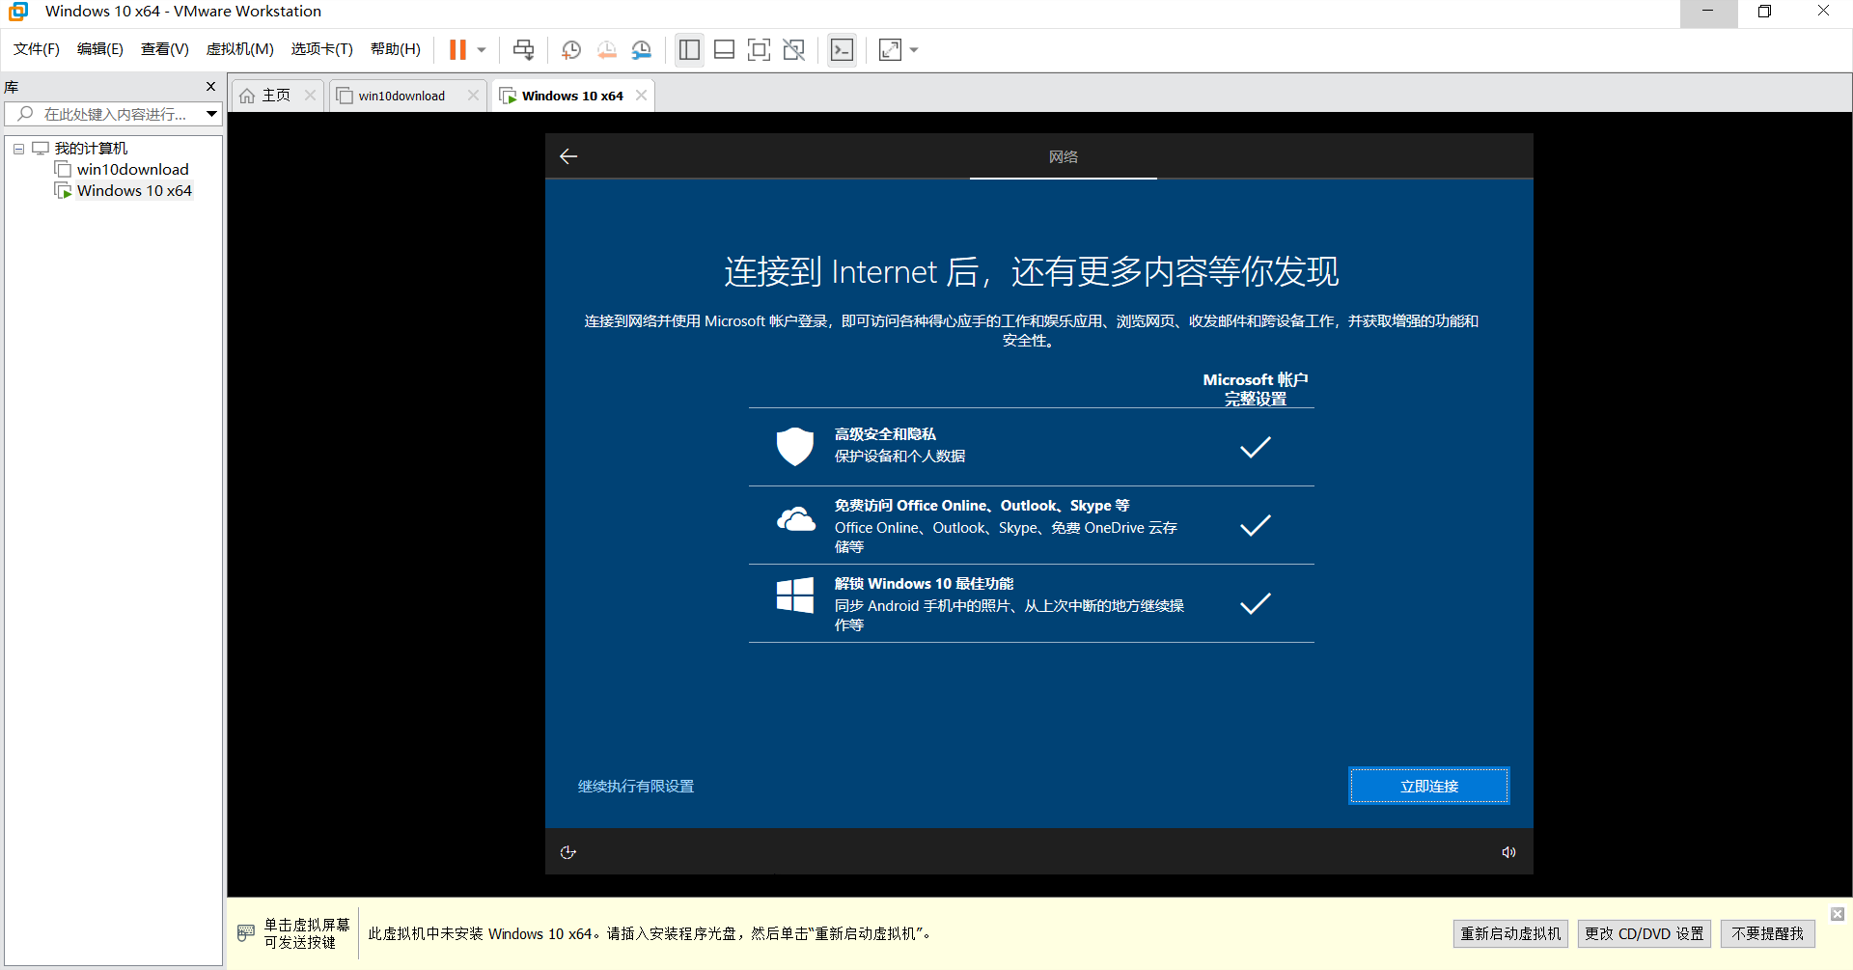 Windows 10 x64 - VMware Workstation
文件(F) 编辑(E) 查看(V) 虚拟机(M) 选项卡(T) 帮助(H)
库
主页
win10download
Windows 10 x64
在此处键入内容进行...
我的计算机
win10download
Windows 10 x64
网络
连接到 Internet 后，还有更多内容等你发现
连接到网络并使用 Microsoft 帐户登录，即可访问各种得心应手的工作和娱乐应用、浏览网页、收发邮件和跨设备工作，并获取增强的功能和
安全性。
Microsoft 帐户
完整设置
高级安全和隐私
保护设备和个人数据
免费访问 Office Online、Outlook、Skype 等
Office Online、Outlook、Skype、免费 OneDrive 云存
储等
解锁 Windows 10 最佳功能
同步 Android 手机中的照片、从上次中断的地方继续操
作等
继续执行有限设置
立即连接
单击虚拟屏幕
可发送按键
此虚拟机中未安装 Windows 10 x64。请插入安装程序光盘，然后单击“重新启动虚拟机”。
重新启动虚拟机
更改 CD/DVD 设置
不要提醒我